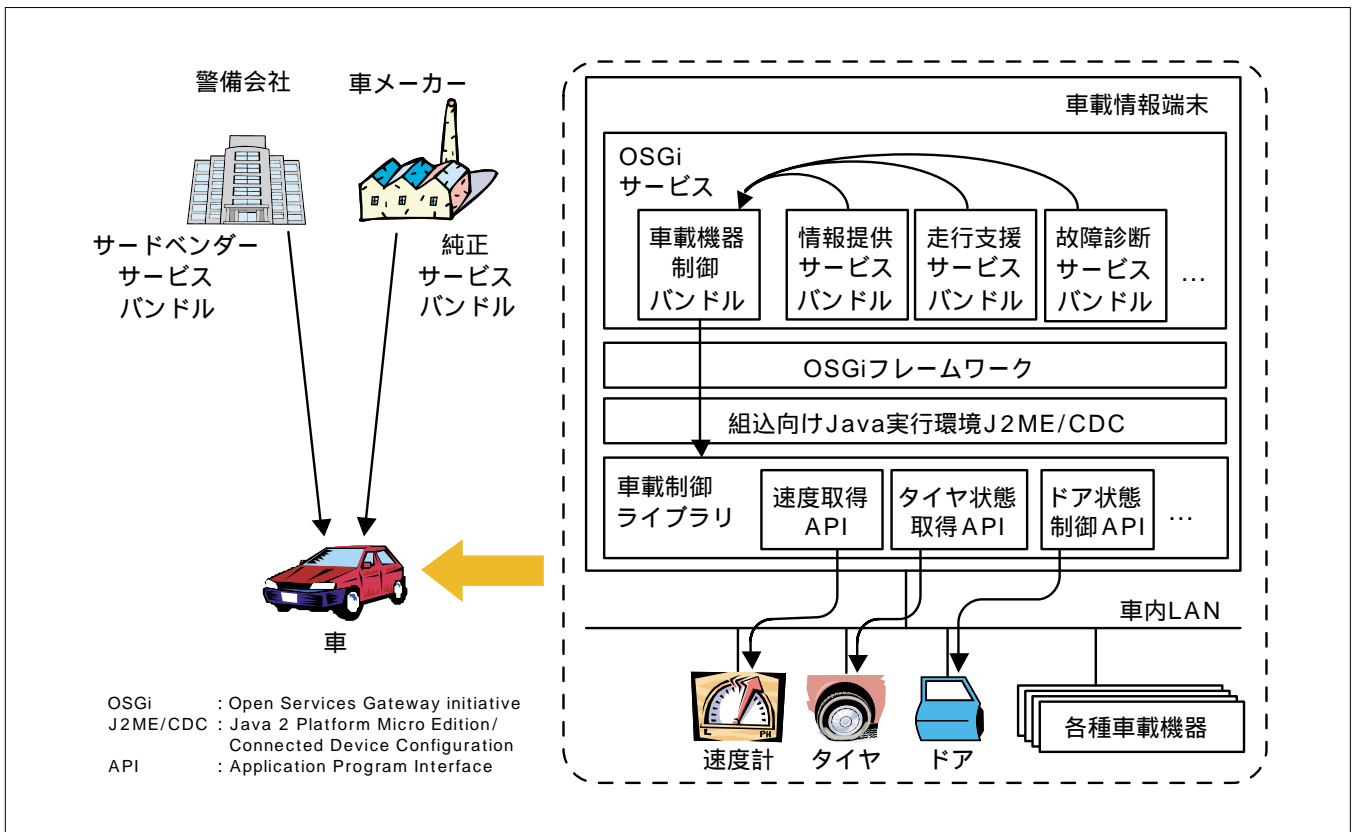 警備会社
車メーカー
サードベンダー
サービス
バンドル
純正
サービス
バンドル
車
OSGi : Open Services Gateway initiative
J2ME/CDC : Java 2 Platform Micro Edition/
Connected Device Configuration
API : Application Program Interface
車載情報端末
OSGi
サービス
車載機器
制御
バンドル
情報提供
サービス
バンドル
走行支援
サービス
バンドル
故障診断
サービス
バンドル
…
OSGiフレームワーク
組込向けJava実行環境J2ME/CDC
車載制御
ライブラリ
速度取得
API
タイヤ状態
取得API
ドア状態
制御API
…
車内LAN
L
PH
速度計
タイヤ
ドア
各種車載機器